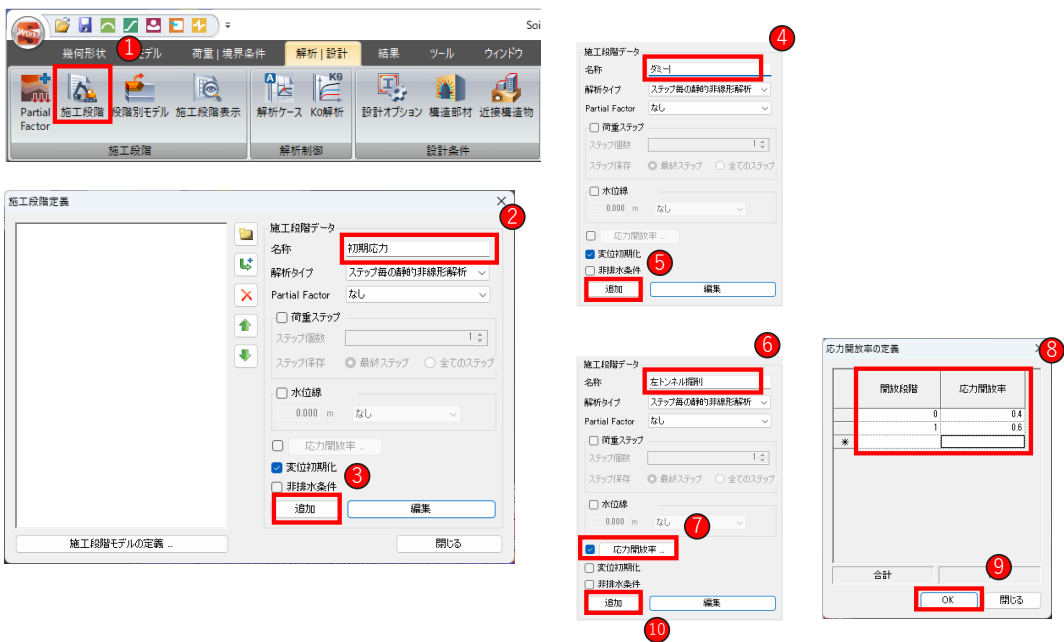 Soi
1
幾何形状
モデル
荷重 | 境界条件
解析 | 設計
結果
ツール
ウィンドウ
K0
Partial Factor
施工段階
段階別モデル
施工段階表示
解析ケース
K0解析
設計オプション
構造部材
近接構造物
施工段階
解析制御
設計条件
2
施工段階定義
施工段階データ
名称 初期応力
解析タイプ ステップ毎の静的非線形解析
Partial Factor なし
荷重ステップ
ステップ個数 1
ステップ保存 最終ステップ 全てのステップ
水位線
0.000 m なし
応力開放率 ..
変位初期化
3
非排水条件
追加 編集
施工段階モデルの定義 ..
閉じる
4
施工段階データ
名称 ダミー
解析タイプ ステップ毎の静的非線形解析
Partial Factor なし
荷重ステップ
ステップ個数 1
ステップ保存 最終ステップ 全てのステップ
水位線
0.000 m なし
応力開放率 ..
変位初期化
5
非排水条件
追加 編集
6
施工段階データ
名称 左トンネル掘削
解析タイプ ステップ毎の静的非線形解析
Partial Factor なし
荷重ステップ
ステップ個数 1
ステップ保存 最終ステップ 全てのステップ
水位線
0.000 m なし
7
応力開放率 ..
変位初期化
非排水条件
追加 編集
10
8
応力開放率の定義
開放段階 応力開放率
0 0.4
1 0.6
*
9
合計
OK 閉じる